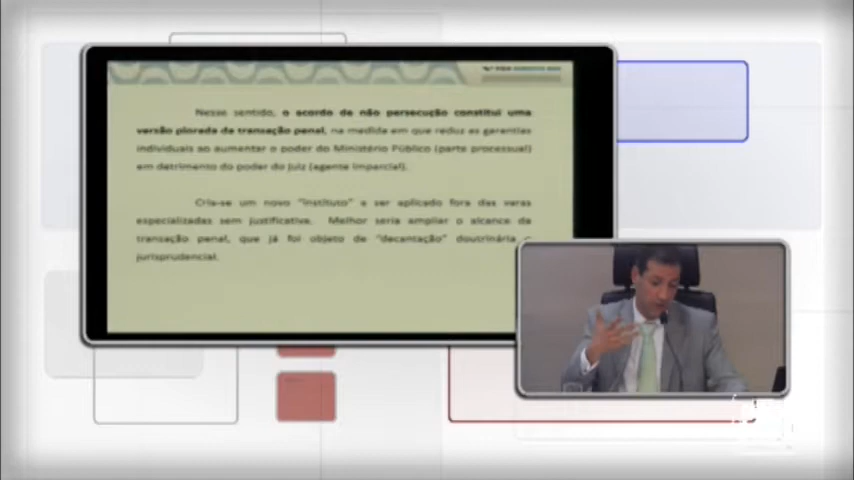 Nesse sentido, o acordo de não persecução constitui uma
versão piorada da transação penal, na medida em que reduz as garantias
individuais ao aumentar o poder do Ministério Público (parte processual)
em detrimento do poder do juiz (agente imparcial).
Cria-se um novo "instituto" a ser aplicado fora das varas
especializadas sem justificativa. Melhor seria ampliar o alcance da
transação penal, que já foi objeto de "decantação" doutrinária e
jurisprudencial.